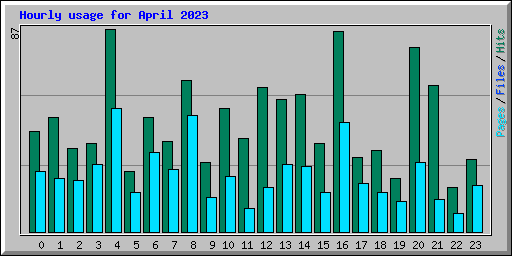 Hourly usage for April 2023
87
Pages / Files / Hits
0 1 2 3 4 5 6 7 8 9 10 11 12 13 14 15 16 17 18 19 20 21 22 23